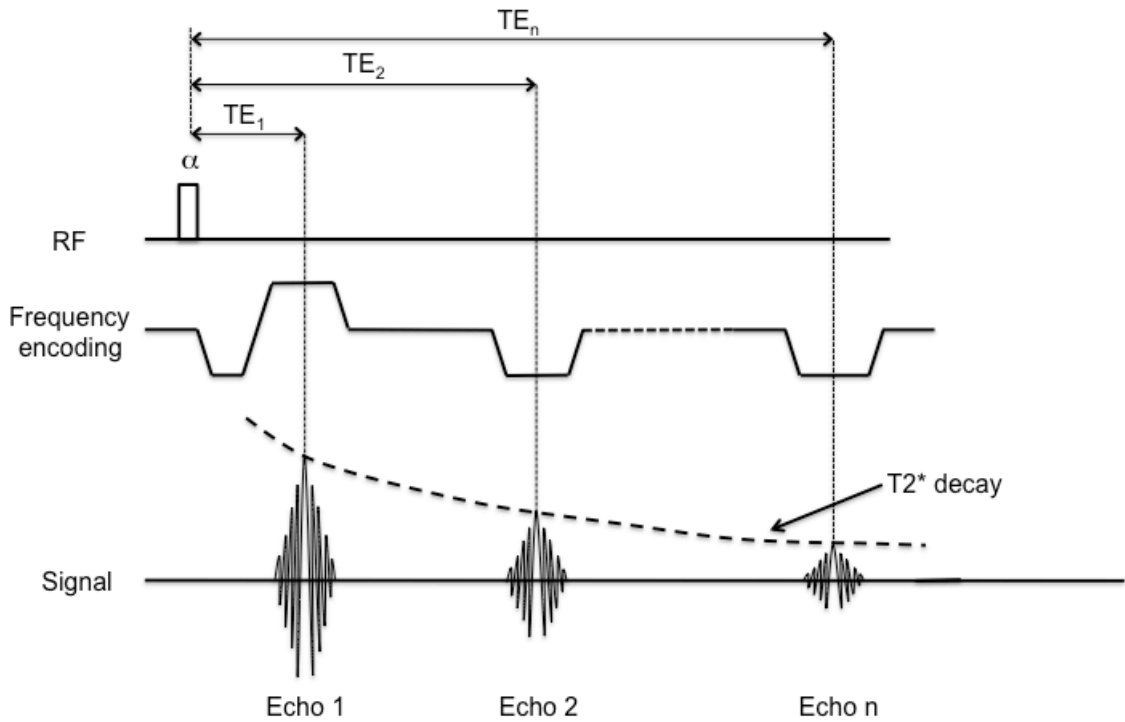 TEn
TE2
TE1
α
RF
Frequency
encoding
T2* decay
Signal
Echo 1
Echo 2
Echo n